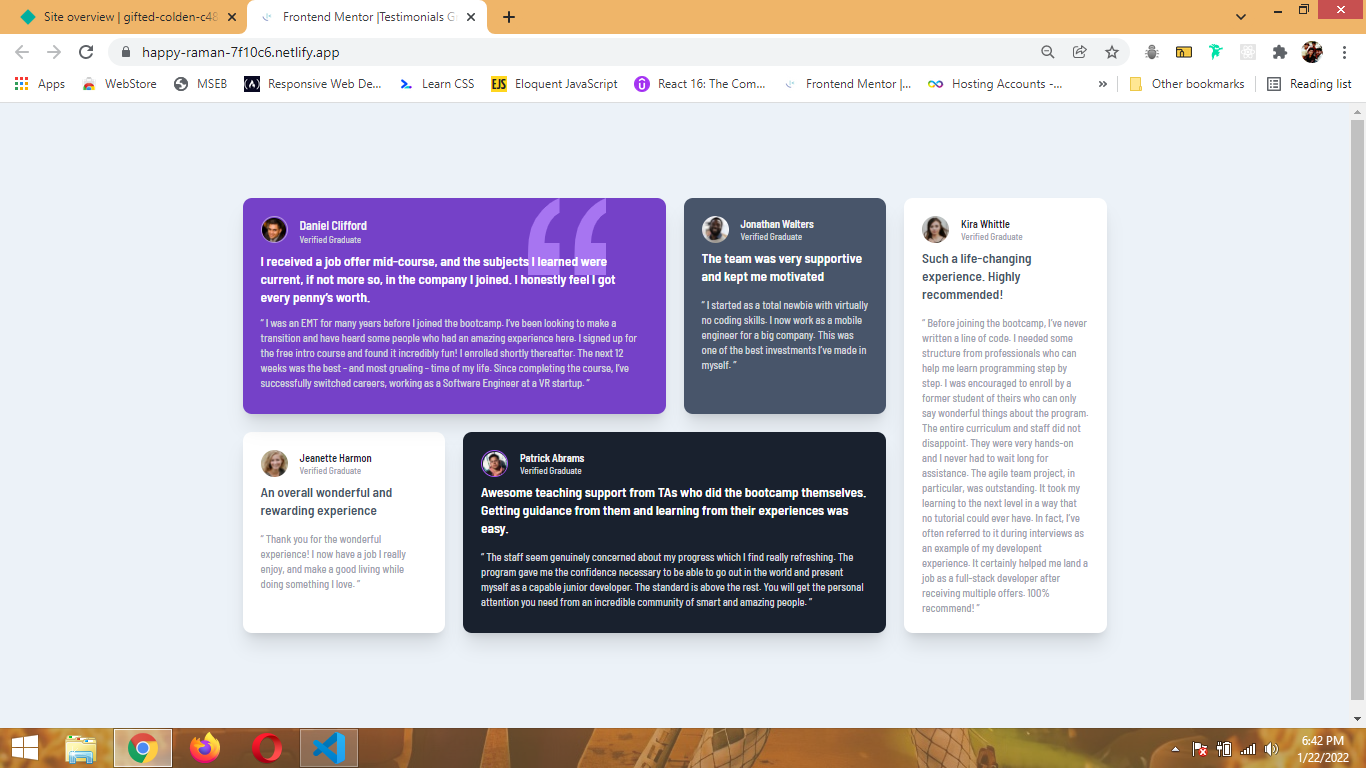 Site overview | gifted-colden-c48
Frontend Mentor |Testimonials G
happy-raman-7f10c6.netlify.app
Apps
WebStore
MSEB
Responsive Web De...
Learn CSS
EJS
Eloquent JavaScript
React 16: The Com...
Frontend Mentor |...
Hosting Accounts -...
»
Other bookmarks
Reading list
Daniel Clifford
Verified Graduate
I received a job offer mid-course, and the subjects I learned were
current, if not more so, in the company I joined. I honestly feel I got
every penny’s worth.
“ I was an EMT for many years before I joined the bootcamp. I’ve been looking to make a
transition and have heard some people who had an amazing experience here. I signed up for
the free intro course and found it incredibly fun! I enrolled shortly thereafter. The next 12
weeks was the best - and most grueling - time of my life. Since completing the course, I’ve
successfully switched careers, working as a Software Engineer at a VR startup. ”
Jonathan Walters
Verified Graduate
The team was very supportive
and kept me motivated
“ I started as a total newbie with virtually
no coding skills. I now work as a mobile
engineer for a big company. This was
one of the best investments I’ve made in
myself. ”
Kira Whittle
Verified Graduate
Such a life-changing
experience. Highly
recommended!
“ Before joining the bootcamp, I’ve never
written a line of code. I needed some
structure from professionals who can
help me learn programming step by
step. I was encouraged to enroll by a
former student of theirs who can only
say wonderful things about the program.
The entire curriculum and staff did not
disappoint. They were very hands-on
and I never had to wait long for
assistance. The agile team project, in
particular, was outstanding. It took my
learning to the next level in a way that
no tutorial could ever have. In fact, I’ve
often referred to it during interviews as
an example of my developent
experience. It certainly helped me land a
job as a full-stack developer after
receiving multiple offers. 100%
recommend! ”
Jeanette Harmon
Verified Graduate
An overall wonderful and
rewarding experience
“ Thank you for the wonderful
experience! I now have a job I really
enjoy, and make a good living while
doing something I love. ”
Patrick Abrams
Verified Graduate
Awesome teaching support from TAs who did the bootcamp themselves.
Getting guidance from them and learning from their experiences was
easy.
“ The staff seem genuinely concerned about my progress which I find really refreshing. The
program gave me the confidence necessary to be able to go out in the world and present
myself as a capable junior developer. The standard is above the rest. You will get the personal
attention you need from an incredible community of smart and amazing people. ”
6:42 PM
1/22/2022